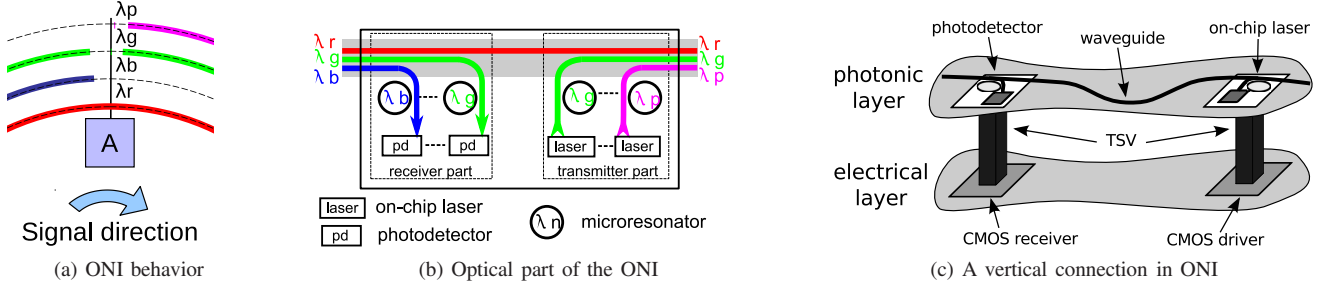 λp
λg
λb
λr
A
Signal direction
(a) ONI behavior
λ r
λ g
λ b
λ r
λ g
λ p
λ b
λ g
λ g
λ p
pd
pd
laser
laser
receiver part
transmitter part
laser on-chip laser
pd photodetector
λ n microresonator
(b) Optical part of the ONI
photodetector
waveguide
on-chip laser
photonic
layer
TSV
electrical
layer
CMOS receiver
CMOS driver
(c) A vertical connection in ONI